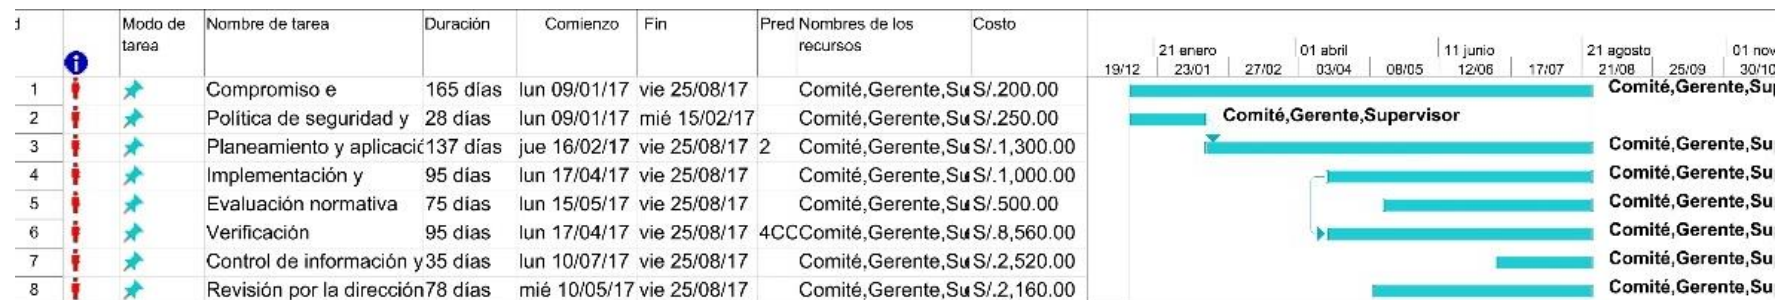 Modo de tarea Nombre de tarea Duración Comienzo Fin Pred Nombres de los recursos Costo
21 enero 01 abril 11 junio 21 agosto 01 nov
19/12 23/01 27/02 03/04 08/05 12/06 17/07 21/08 25/09 30/10
1 Compromiso e 165 días lun 09/01/17 vie 25/08/17 Comité,Gerente,Su S/.200.00 Comité,Gerente,Su
2 Política de seguridad y 28 días lun 09/01/17 mié 15/02/17 Comité,Gerente,Su S/.250.00 Comité,Gerente,Supervisor
3 Planeamiento y aplicació 137 días jue 16/02/17 vie 25/08/17 2 Comité,Gerente,Su S/.1,300.00 Comité,Gerente,Su
4 Implementación y 95 días lun 17/04/17 vie 25/08/17 Comité,Gerente,Su S/.1,000.00 Comité,Gerente,Su
5 Evaluación normativa 75 días lun 15/05/17 vie 25/08/17 Comité,Gerente,Su S/.500.00 Comité,Gerente,Su
6 Verificación 95 días lun 17/04/17 vie 25/08/17 4CC Comité,Gerente,Su S/.8,560.00 Comité,Gerente,Su
7 Control de información y 35 días lun 10/07/17 vie 25/08/17 Comité,Gerente,Su S/.2,520.00 Comité,Gerente,Su
8 Revisión por la dirección 78 días mié 10/05/17 vie 25/08/17 Comité,Gerente,Su S/.2,160.00 Comité,Gerente,Su